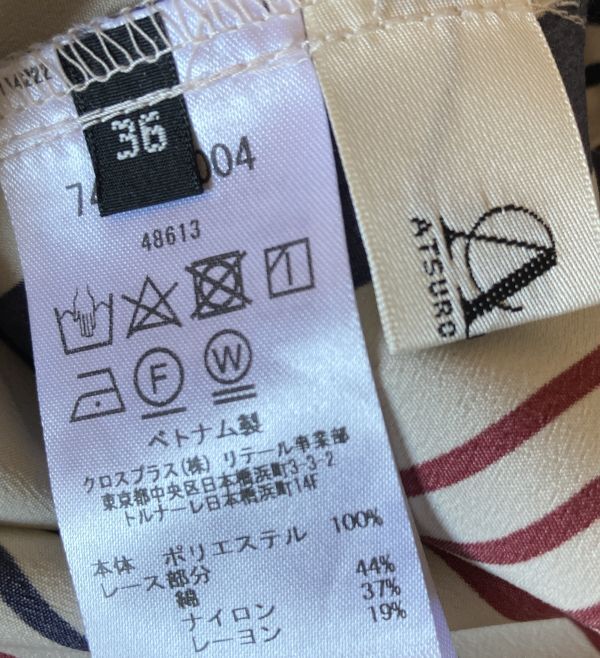 114222
36
48613
F
W
ベトナム製
クロスプラス(株) リテール事業部
東京都中央区日本橋浜町3-3-2
トルナーレ日本橋浜町14F
本体 ポリエステル 100%
レース部分
綿 44%
ナイロン 37%
レーヨン 19%
A
ATSURO